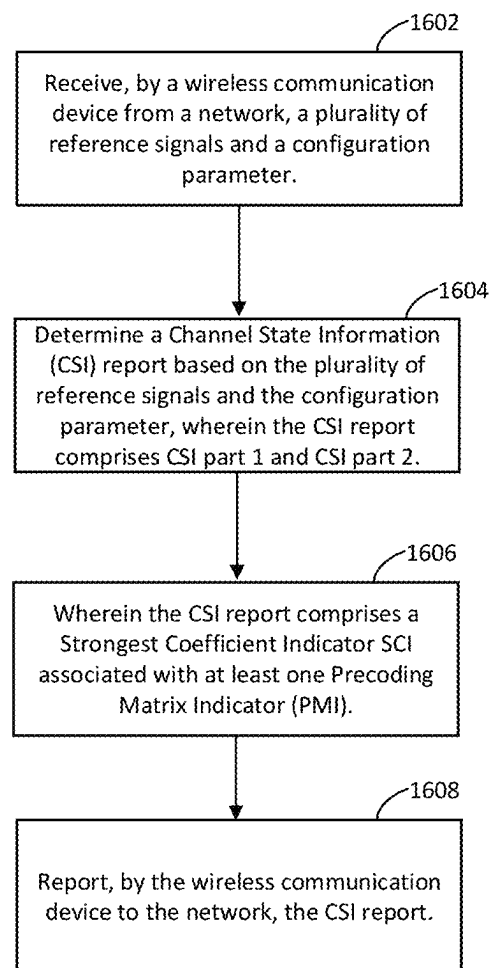 1602
Receive, by a wireless communication
device from a network, a plurality of
reference signals and a configuration
parameter.
1604
Determine a Channel State Information
(CSI) report based on the plurality of
reference signals and the configuration
parameter, wherein the CSI report
comprises CSI part 1 and CSI part 2.
1606
Wherein the CSI report comprises a
Strongest Coefficient Indicator SCI
associated with at least one Precoding
Matrix Indicator (PMI).
1608
Report, by the wireless communication
device to the network, the CSI report.